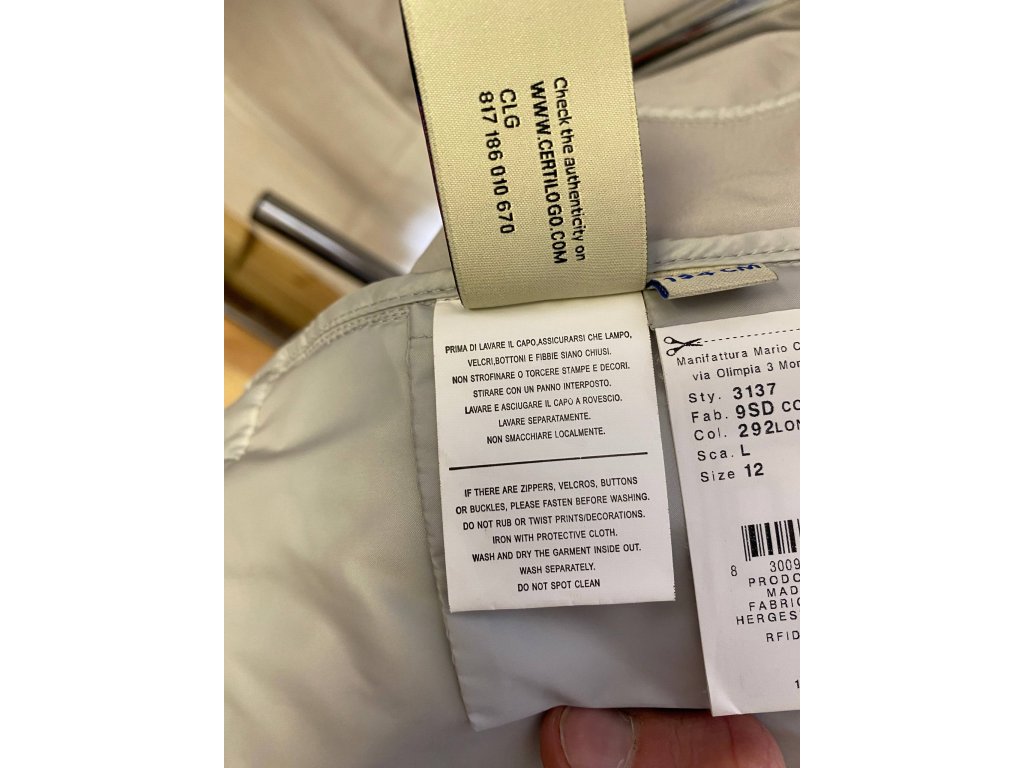 Check the authenticity on
WWW.CERTILOGO.COM
CLG
817 186 010 670
PRIMA DI LAVARE IL CAPO,ASSICURARSI CHE LAMPO,
VELCRI,BOTTONI E FIBBIE SIANO CHIUSI.
NON STROFINARE O TORCERE STAMPE E DECORI.
STIRARE CON UN PANNO INTERPOSTO.
LAVARE E ASCIUGARE IL CAPO A ROVESCIO.
LAVARE SEPARATAMENTE.
NON SMACCHIARE LOCALMENTE.
IF THERE ARE ZIPPERS, VELCROS, BUTTONS
OR BUCKLES, PLEASE FASTEN BEFORE WASHING.
DO NOT RUB OR TWIST PRINTS/DECORATIONS.
IRON WITH PROTECTIVE CLOTH.
WASH AND DRY THE GARMENT INSIDE OUT.
WASH SEPARATELY.
DO NOT SPOT CLEAN
CM
Manifattura Mario
via Olimpia 3
Sty. 3137
Fab. 9SD
Col. 292
Sca. L
Size 12
8 3009
RFID